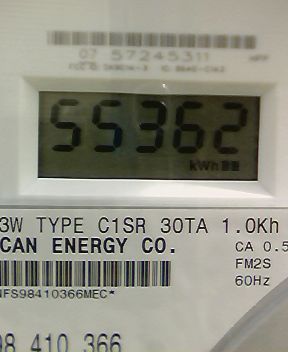 07 57245311
55362
kWh
3W TYPE C1SR 30TA 1.0Kh
CAN ENERGY CO.
CA 0.5
FM2S
60Hz
NFS98410366MEC*
98 410 366